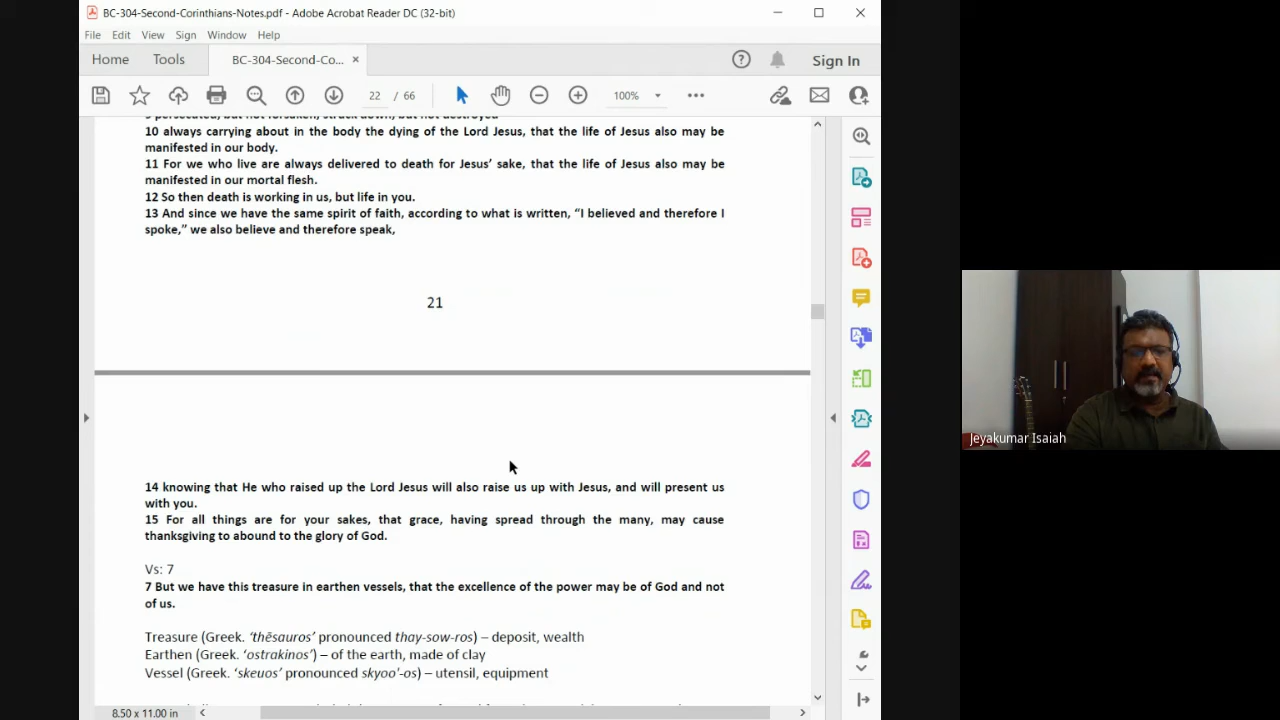 BC-304-Second-Corinthians-Notes.pdf - Adobe Acrobat Reader DC (32-bit)
File Edit View Sign Window Help
Home Tools BC-304-Second-Co... × Sign In
22 / 66 100%
9 persecuted, but not forsaken; struck down, but not destroyed
10 always carrying about in the body the dying of the Lord Jesus, that the life of Jesus also may be
manifested in our body.
11 For we who live are always delivered to death for Jesus’ sake, that the life of Jesus also may be
manifested in our mortal flesh.
12 So then death is working in us, but life in you.
13 And since we have the same spirit of faith, according to what is written, “I believed and therefore I
spoke,” we also believe and therefore speak,
21
14 knowing that He who raised up the Lord Jesus will also raise us up with Jesus, and will present us
with you.
15 For all things are for your sakes, that grace, having spread through the many, may cause
thanksgiving to abound to the glory of God.
Vs: 7
7 But we have this treasure in earthen vessels, that the excellence of the power may be of God and not
of us.
Treasure (Greek. ‘thēsauros’ pronounced thay-sow-ros) – deposit, wealth
Earthen (Greek. ‘ostrakinos’) – of the earth, made of clay
Vessel (Greek. ‘skeuos’ pronounced skyoo'-os) – utensil, equipment
8.50 x 11.00 in
Jeyakumar Isaiah